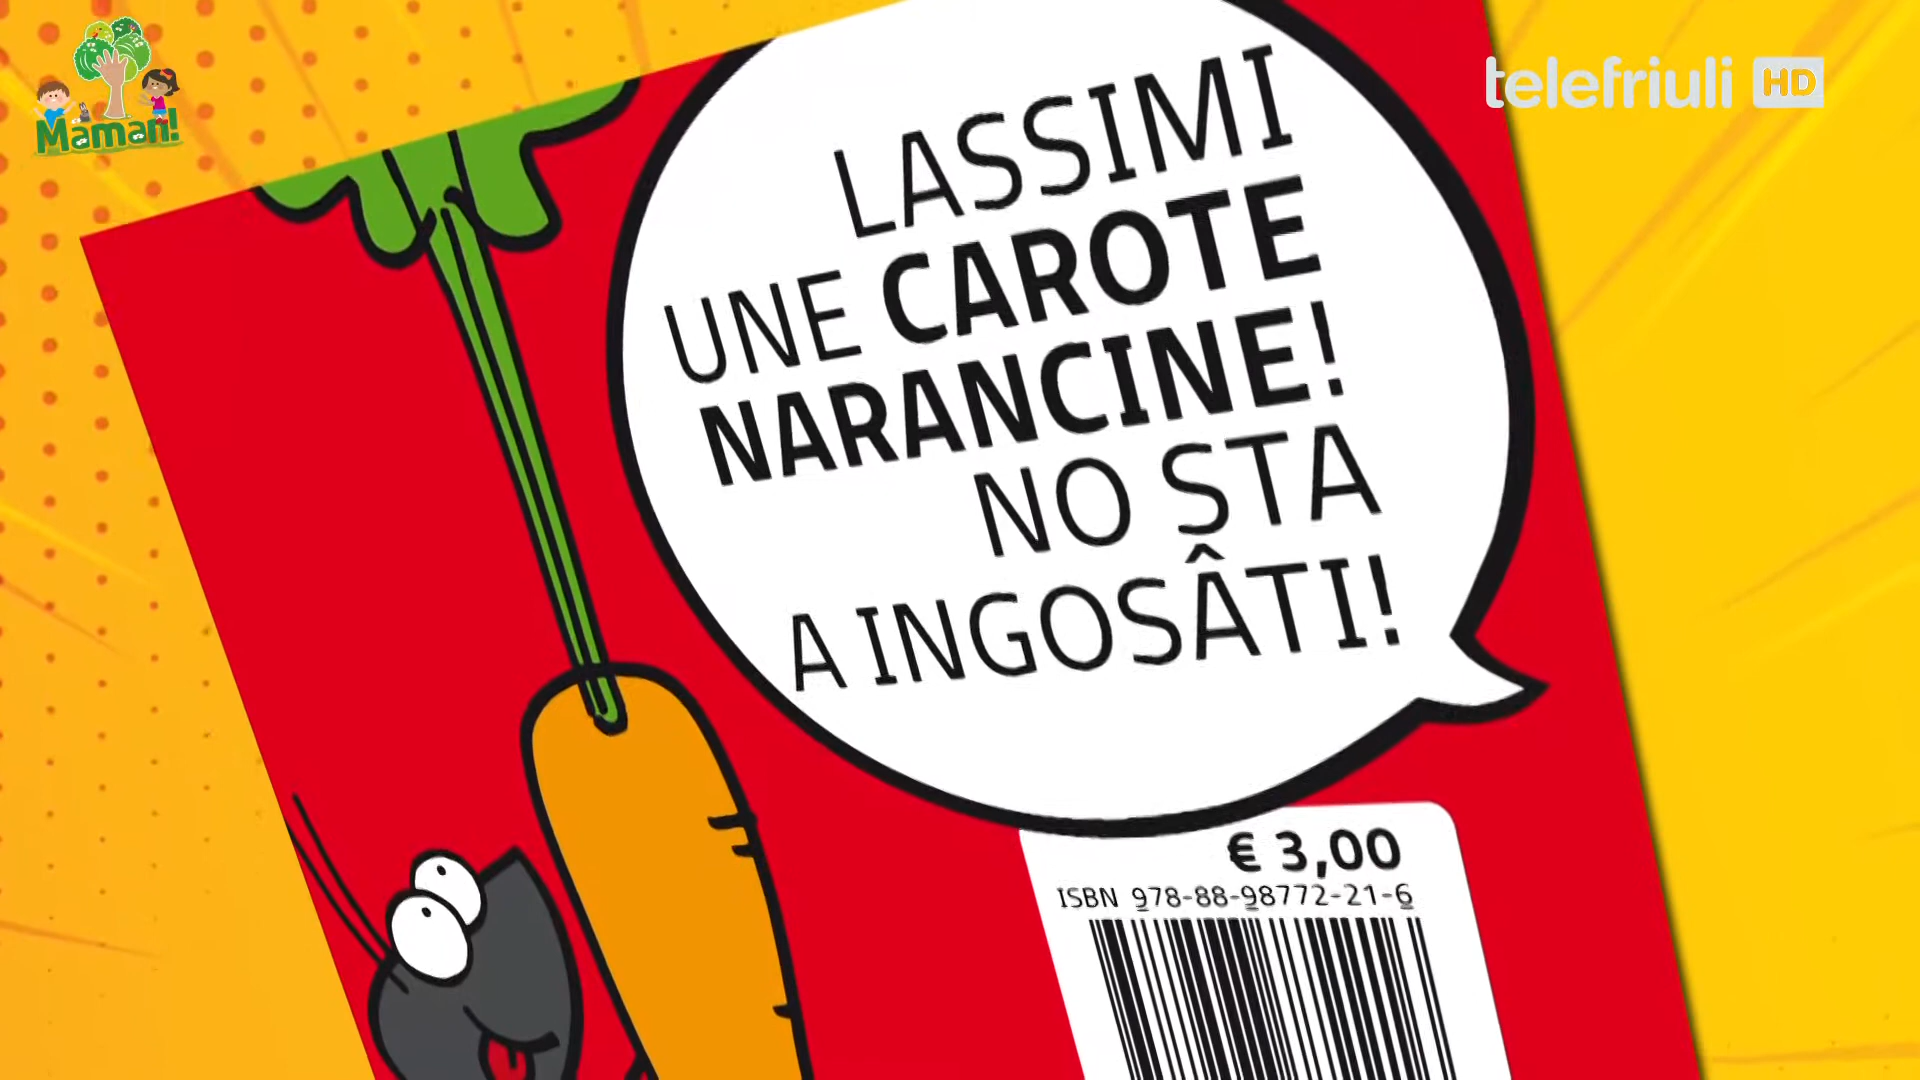 Maman!
telefriuli HD
LASSIMI
UNE CAROTE
NARANCINE!
NO STA
A INGOSÂTI!
€ 3,00
ISBN 978-88-98772-21-6